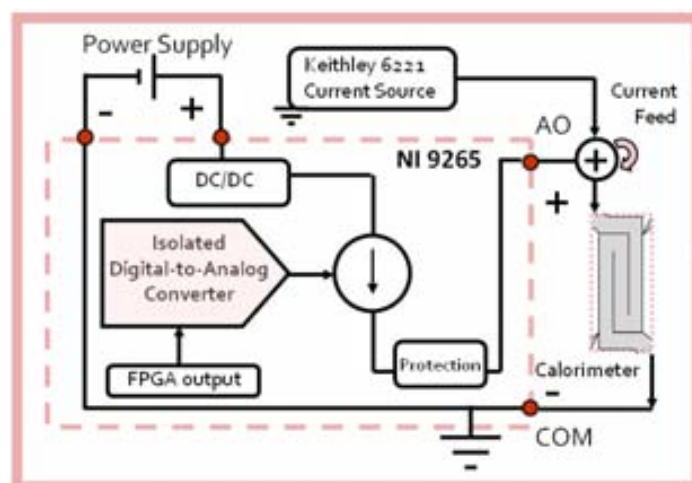 Power Supply
Keithley 6221
Current Source
Current
Feed
-
+
AO
NI 9265
DC/DC
+
+
Isolated
Digital-to-Analog
Converter
Protection
FPGA output
Calorimeter
-
COM